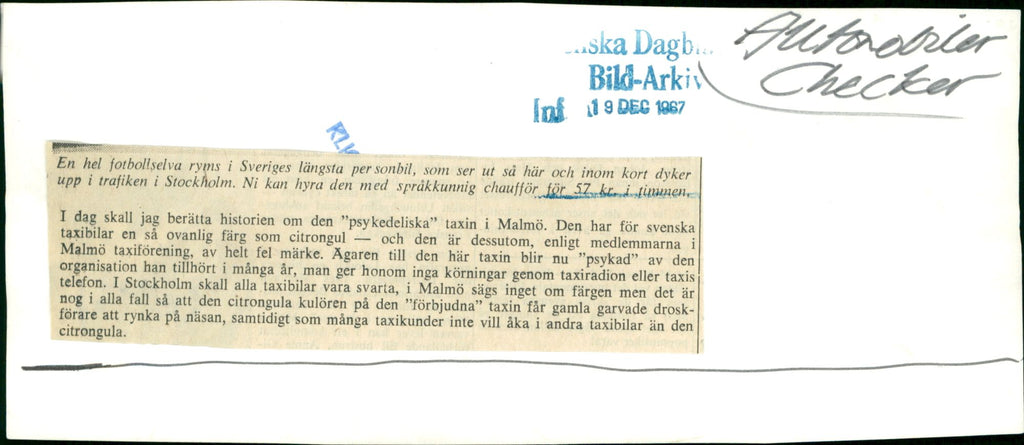 Automobiler
Checker
nska Dagb
Bild-Arkiv
Inf 19 DEC 1967
KLI
En hel fotbollselva ryms i Sveriges längsta personbil, som ser ut så här och inom kort dyker
upp i trafiken i Stockholm. Ni kan hyra den med språkkunnig chaufför för 57 kr. i timmen.
I dag skall jag berätta historien om den "psykedeliska" taxin i Malmö. Den har för svenska
taxibilar en så ovanlig färg som citrongul — och den är dessutom, enligt medlemmarna i
Malmö taxiförening, av helt fel märke. Ägaren till den här taxin blir nu "psykad" av den
organisation han tillhört i många år, man ger honom inga körningar genom taxiradion eller taxis
telefon. I Stockholm skall alla taxibilar vara svarta, i Malmö sägs inget om färgen men det är
nog i alla fall så att den citrongula kulören på den "förbjudna" taxin får gamla garvade drosk-
förare att rynka på näsan, samtidigt som många taxikunder inte vill åka i andra taxibilar än den
citrongula.